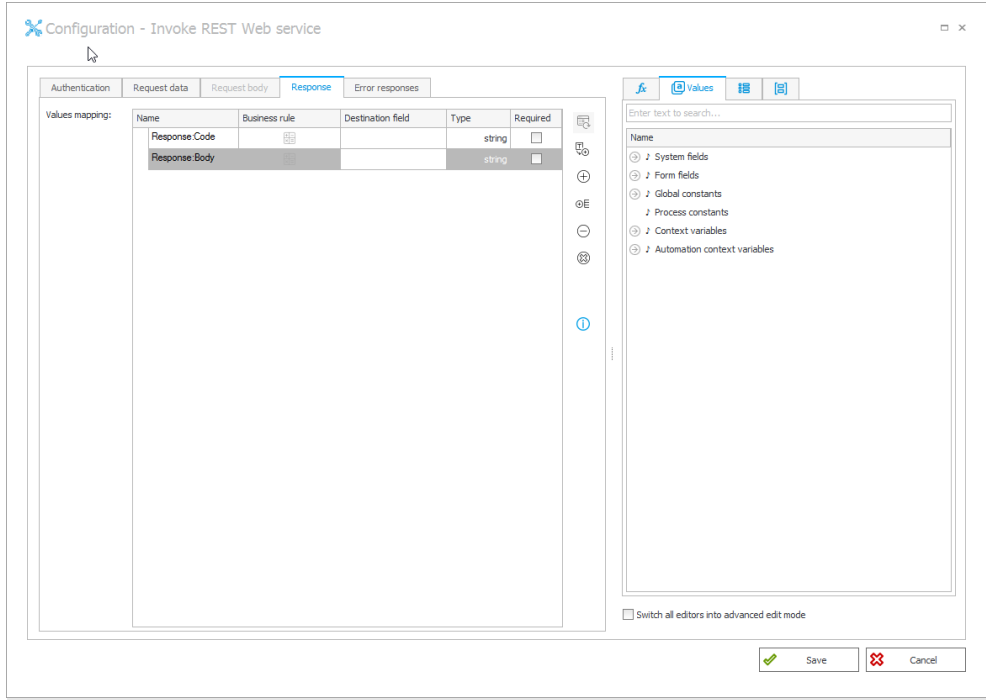 Configuration - Invoke REST Web service
Authentication Request data Request body Response Error responses
Values mapping:
Name Business rule Destination field Type Required
Response:Code string
Response:Body string
fx Values
Enter text to search...
Name
System fields
Form fields
Global constants
Process constants
Context variables
Automation context variables
Switch all editors into advanced edit mode
Save Cancel